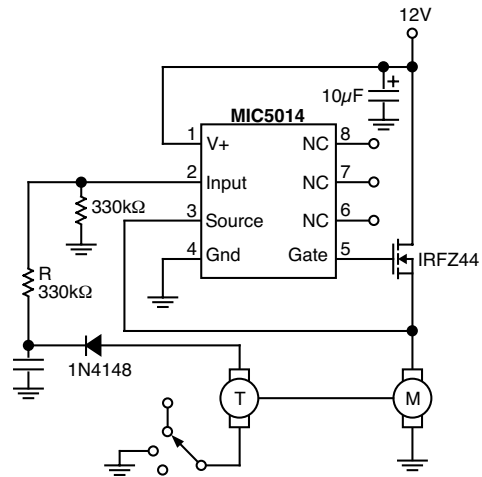 12V
+
10µF
MIC5014
1 V+ NC 8
2 Input NC 7
330kΩ
3 Source NC 6
4 Gnd Gate 5
IRFZ44
R
330kΩ
1N4148
T M